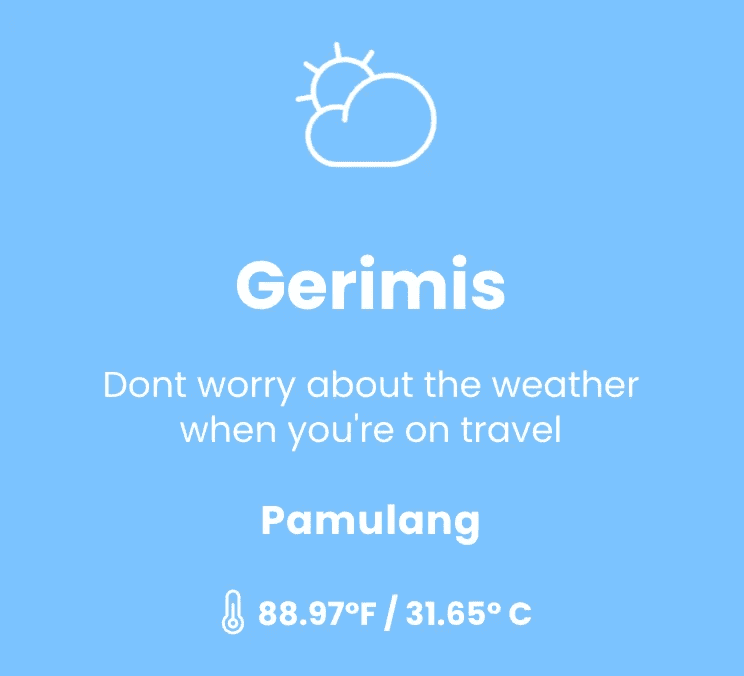 Gerimis
Dont worry about the weather
when you're on travel
Pamulang
88.97°F / 31.65° C